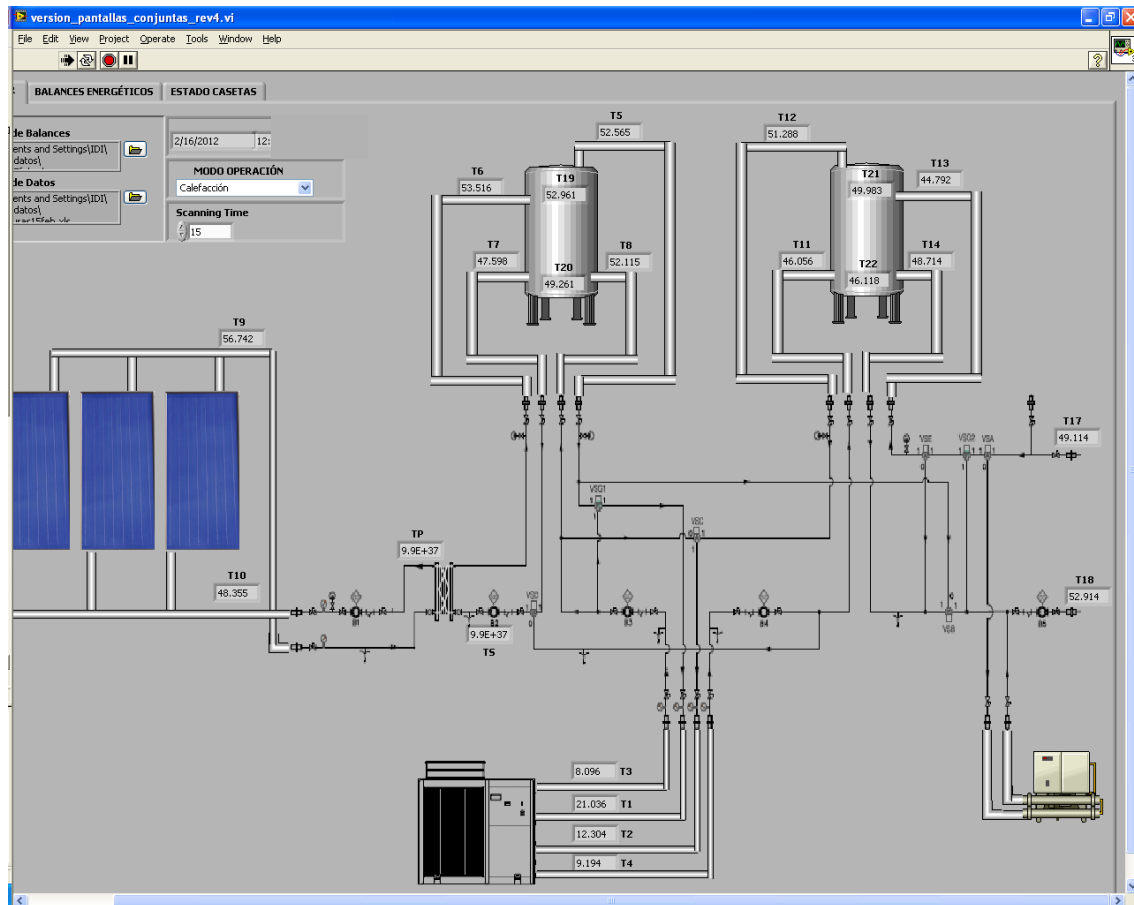 version_pantallas_conjuntas_rev4.vi
File Edit View Project Operate Tools Window Help
BALANCES ENERGÉTICOS ESTADO CASETAS
de Balances
ents and Settings\IDI\
datos\
2/16/2012 12:
MODO OPERACIÓN
Calefacción
de Datos
ents and Settings\IDI\
datos\
Scanning Time
15
T5
52.565
T12
51.288
T6
53.516
T19
52.961
T21
49.983
T13
44.792
T7
47.598
T8
52.115
T20
49.261
T11
46.056
T14
48.714
T22
46.118
T9
56.742
T17
49.114
VSE VSG2 VSA
VSG1
VSC
TP
9.9E+37
T10
48.355
T18
52.914
B1 B2 B3 B4 B5
VSB
9.9E+37
TS
8.096 T3
21.036 T1
12.304 T2
9.194 T4